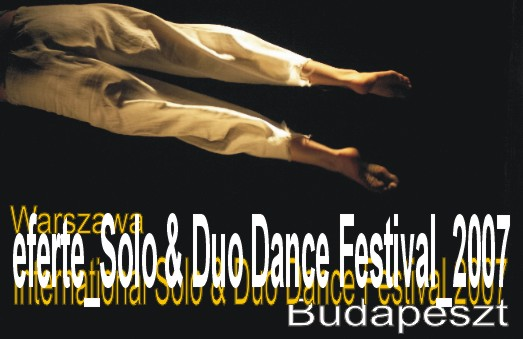 Warszawa
eferte_Solo & Duo Dance Festival_2007
International Solo & Duo Dance Festival 2007
Budapeszt